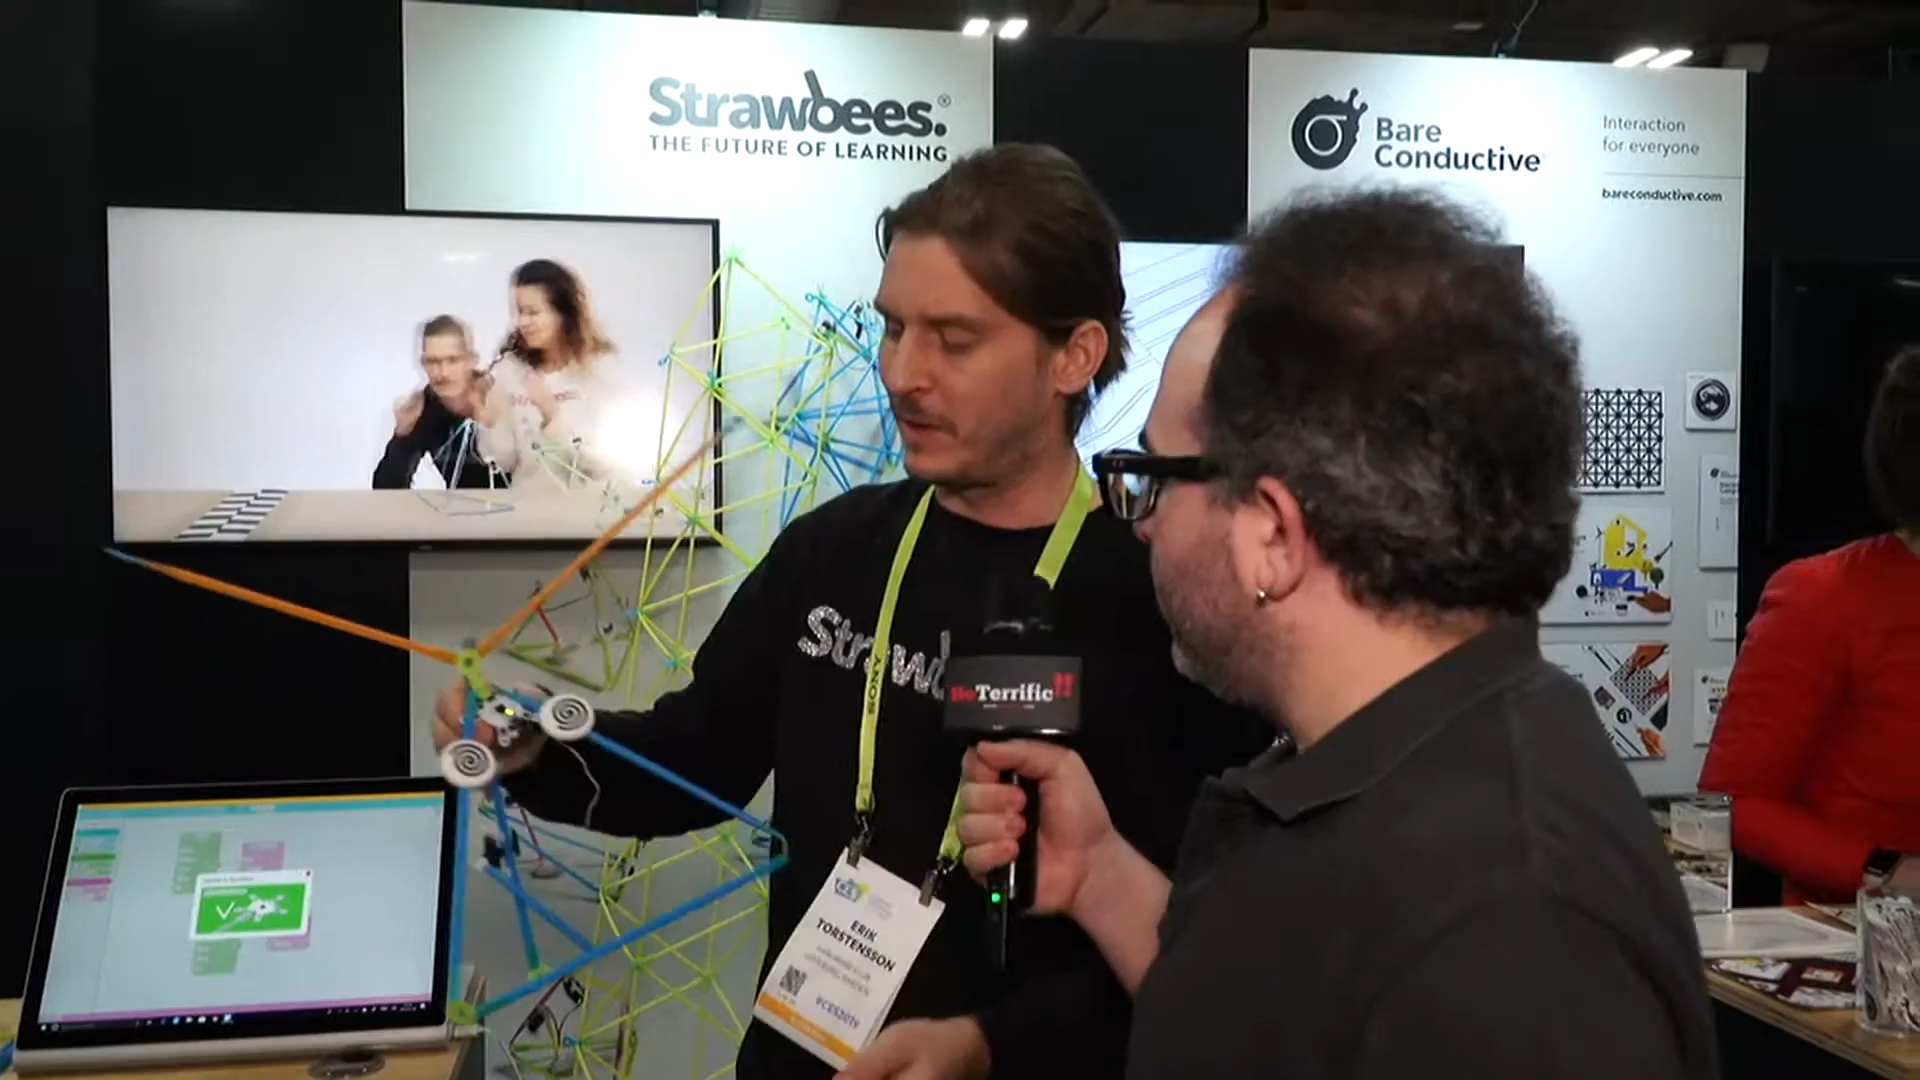 Strawbees.®
THE FUTURE OF LEARNING
Bare
Conductive
Interaction
for everyone
bareconductive.com
Strawb
SONY
BeTerrific!!
ERIK
TORSTENSSON
#CES2019